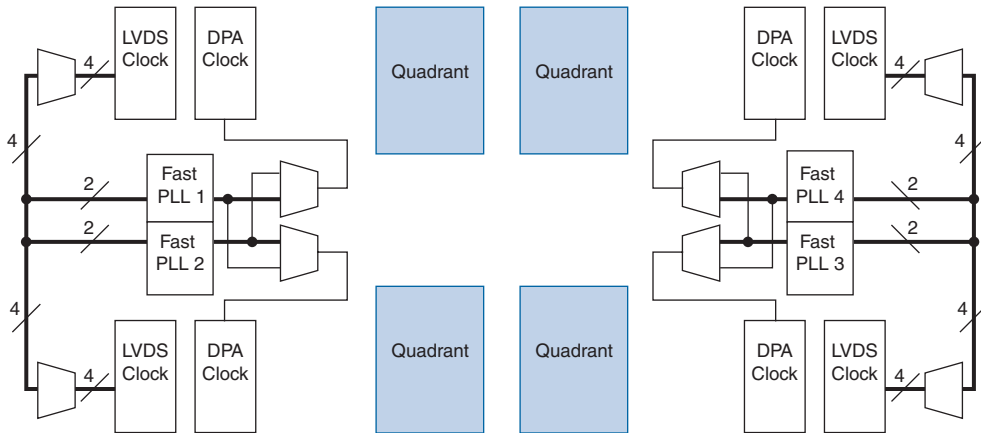 LVDS
Clock
DPA
Clock
Quadrant
Quadrant
DPA
Clock
LVDS
Clock
4
4
4
4
2
Fast
PLL 1
Fast
PLL 4
2
2
Fast
PLL 2
Fast
PLL 3
2
4
4
4
LVDS
Clock
DPA
Clock
Quadrant
Quadrant
DPA
Clock
LVDS
Clock
4